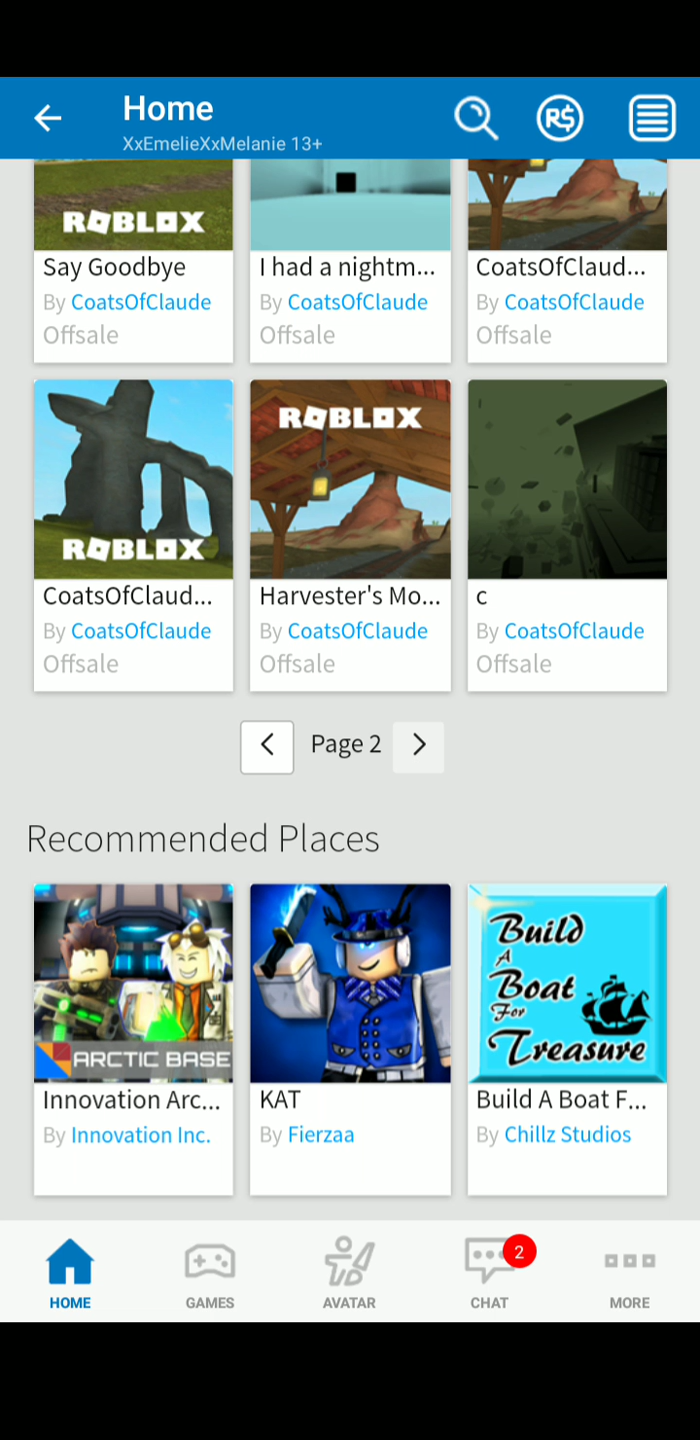 Home
XxEmelieXxMelanie 13+
R$
ROBLOX
Say Goodbye
By CoatsOfClaude
Offsale
I had a nightm...
By CoatsOfClaude
Offsale
CoatsOfClaud...
By CoatsOfClaude
Offsale
ROBLOX
CoatsOfClaud...
By CoatsOfClaude
Offsale
ROBLOX
Harvester's Mo...
By CoatsOfClaude
Offsale
c
By CoatsOfClaude
Offsale
Page 2
Recommended Places
ARCTIC BASE
Innovation Arc...
By Innovation Inc.
KAT
By Fierzaa
Build
A
Boat
For
Treasure
Build A Boat F...
By Chillz Studios
HOME
GAMES
AVATAR
2
CHAT
MORE